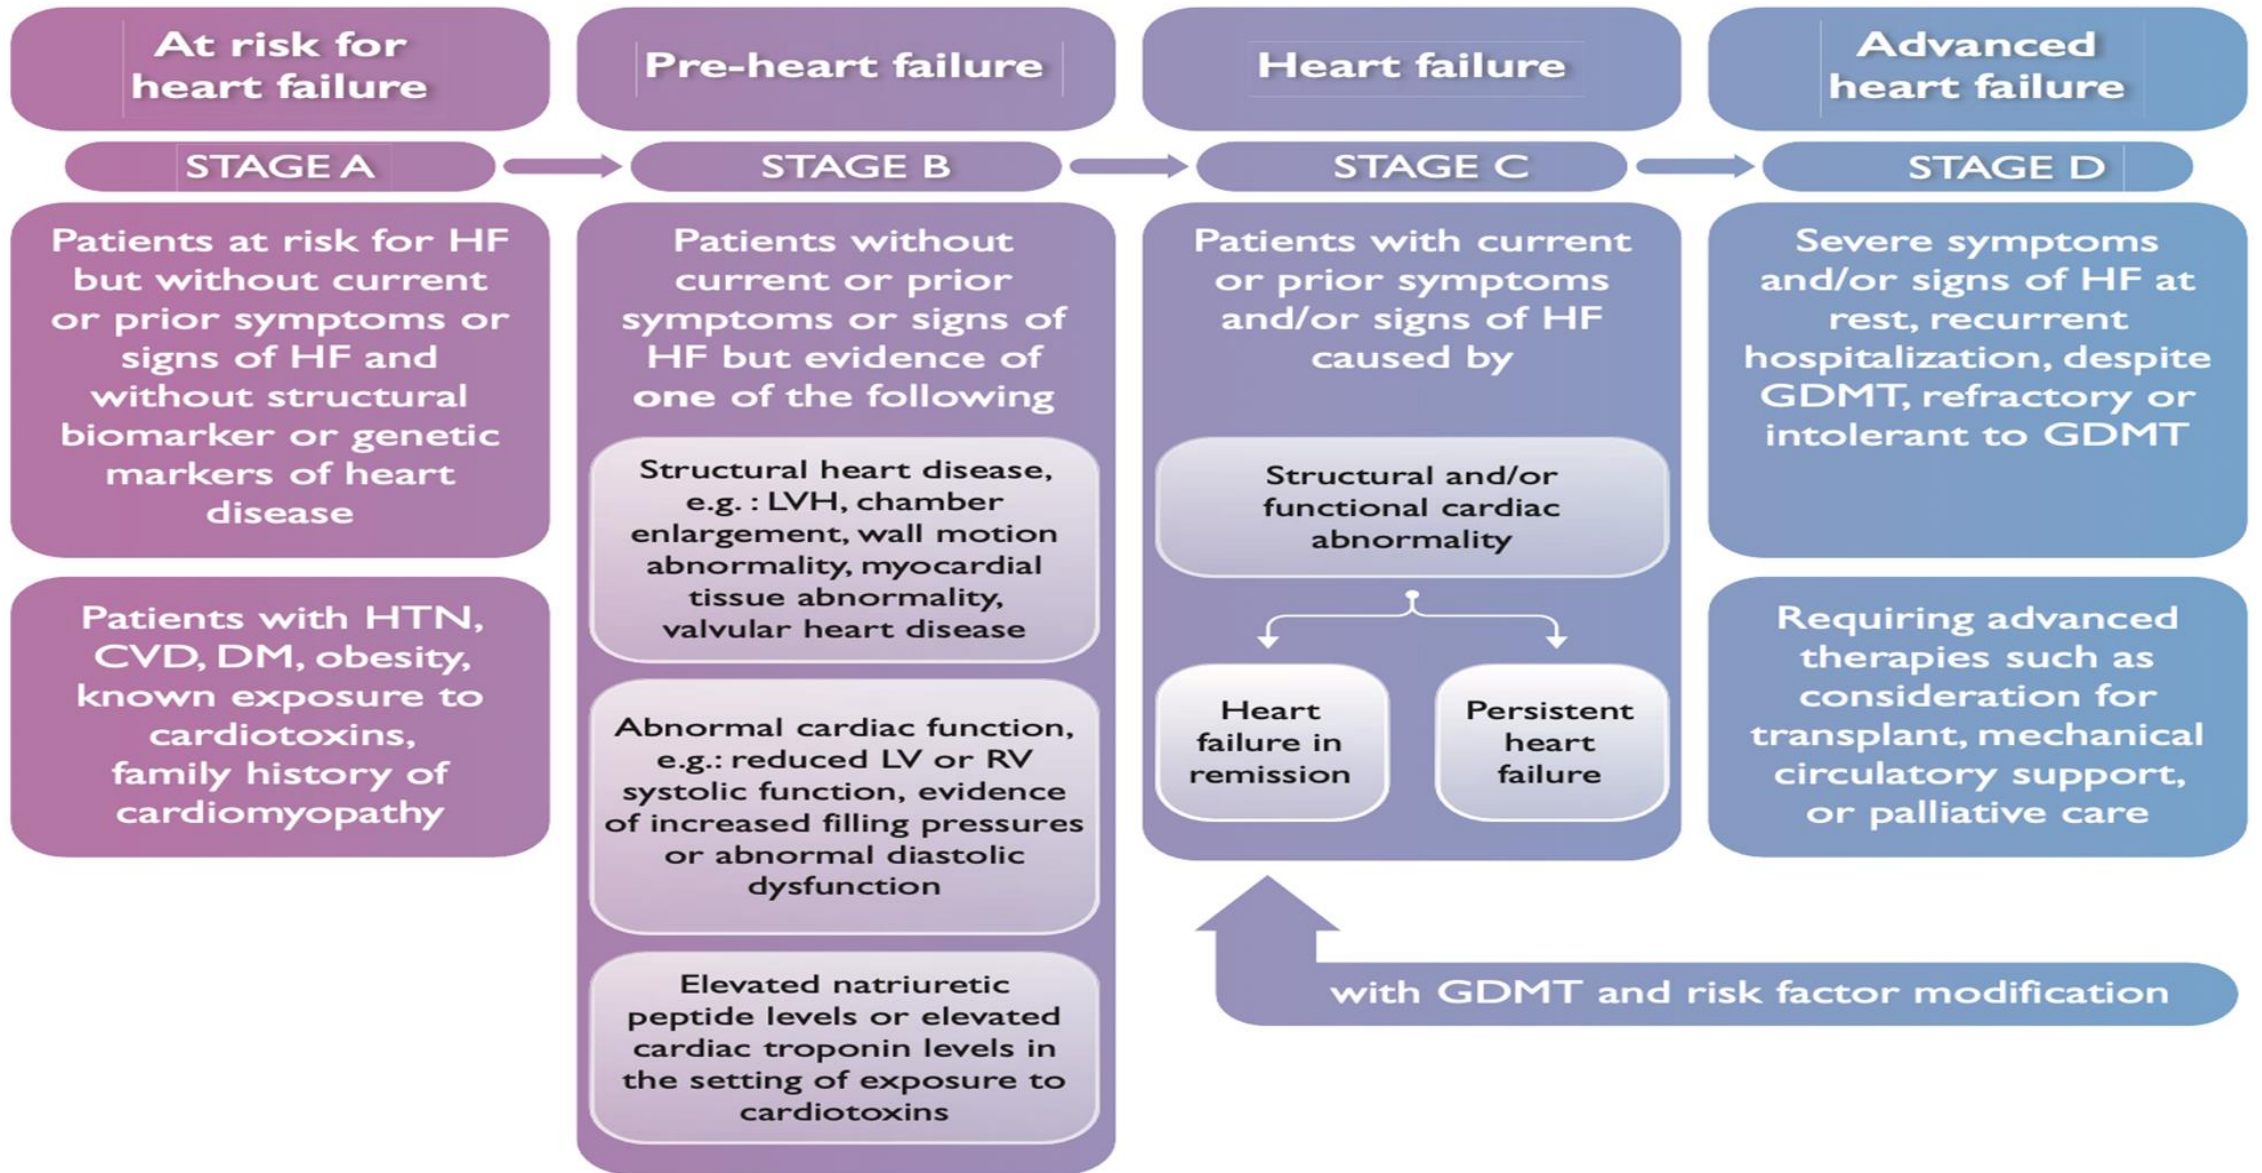 At risk for
heart failure
STAGE A
Patients at risk for HF
but without current
or prior symptoms or
signs of HF and
without structural
biomarker or genetic
markers of heart
disease
Patients with HTN,
CVD, DM, obesity,
known exposure to
cardiotoxins,
family history of
cardiomyopathy
Pre-heart failure
STAGE B
Patients without
current or prior
symptoms or signs of
HF but evidence of
one of the following
Structural heart disease,
e.g. : LVH, chamber
enlargement, wall motion
abnormality, myocardial
tissue abnormality,
valvular heart disease
Abnormal cardiac function,
e.g.: reduced LV or RV
systolic function, evidence
of increased filling pressures
or abnormal diastolic
dysfunction
Elevated natriuretic
peptide levels or elevated
cardiac troponin levels in
the setting of exposure to
cardiotoxins
Heart failure
STAGE C
Patients with current
or prior symptoms
and/or signs of HF
caused by
Structural and/or
functional cardiac
abnormality
Heart
failure in
remission
Persistent
heart
failure
Advanced
heart failure
STAGE D
Severe symptoms
and/or signs of HF at
rest, recurrent
hospitalization, despite
GDMT, refractory or
intolerant to GDMT
Requiring advanced
therapies such as
consideration for
transplant, mechanical
circulatory support,
or palliative care
with GDMT and risk factor modification